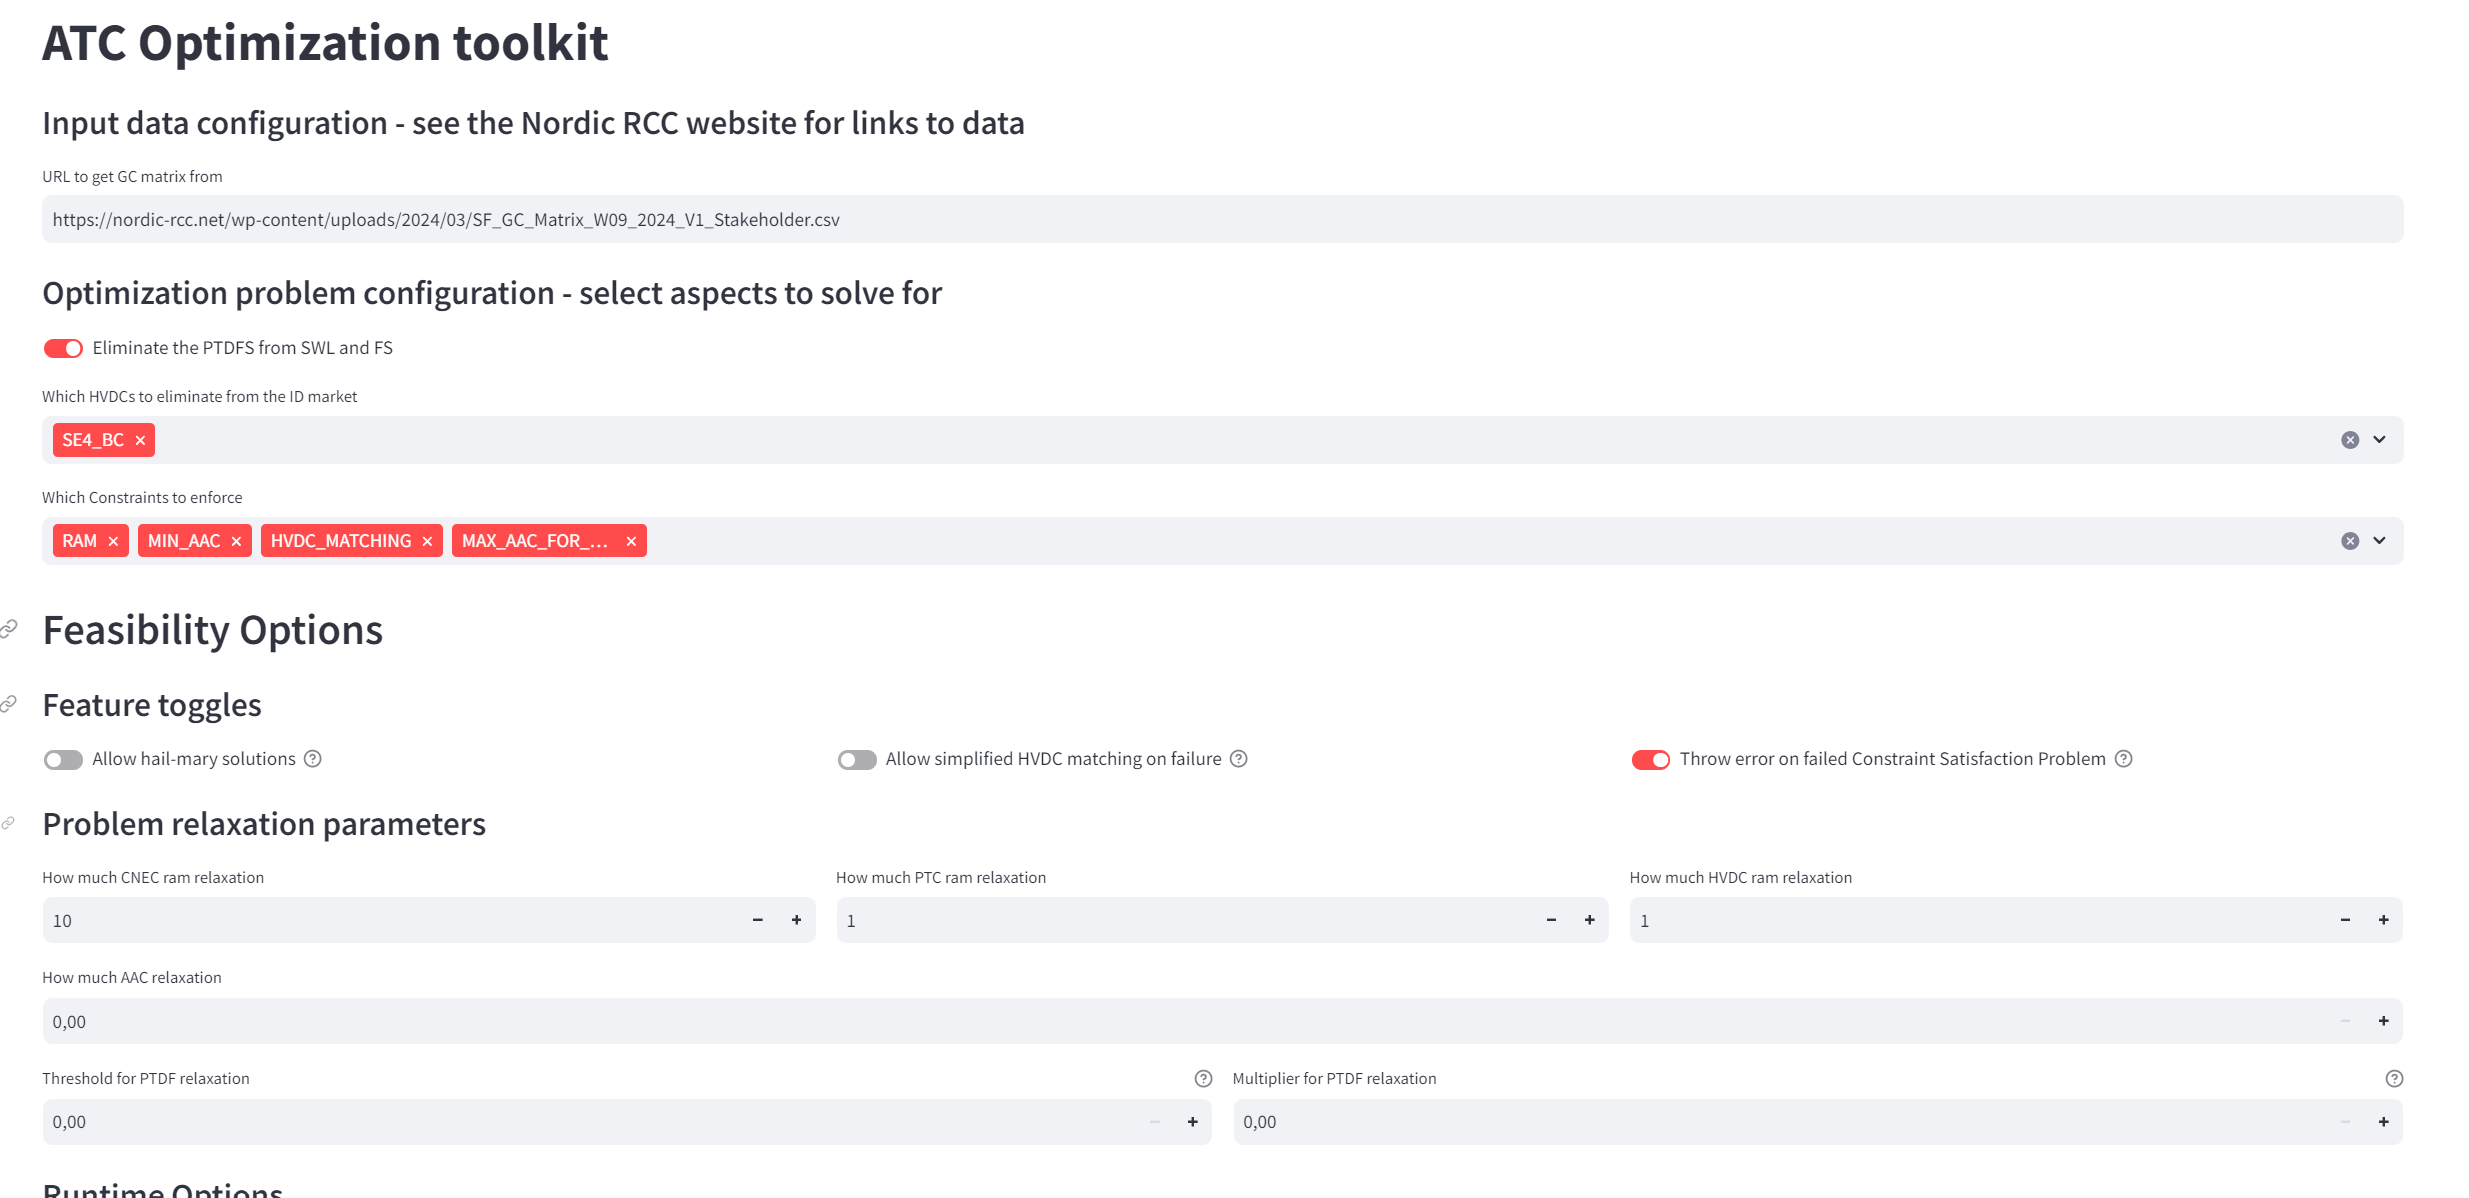 ATC Optimization toolkit
Input data configuration - see the Nordic RCC website for links to data
URL to get GC matrix from
https://nordic-rcc.net/wp-content/uploads/2024/03/SF_GC_Matrix_W09_2024_V1_Stakeholder.csv
Optimization problem configuration - select aspects to solve for
Eliminate the PTDFS from SWL and FS
Which HVDCs to eliminate from the ID market
SE4_BC
Which Constraints to enforce
RAM MIN_AAC HVDC_MATCHING MAX_AAC_FOR_...
Feasibility Options
Feature toggles
Allow hail-mary solutions Allow simplified HVDC matching on failure Throw error on failed Constraint Satisfaction Problem
Problem relaxation parameters
How much CNEC ram relaxation How much PTC ram relaxation How much HVDC ram relaxation
10 1 1
How much AAC relaxation
0,00
Threshold for PTDF relaxation Multiplier for PTDF relaxation
0,00 0,00
Runtime Options